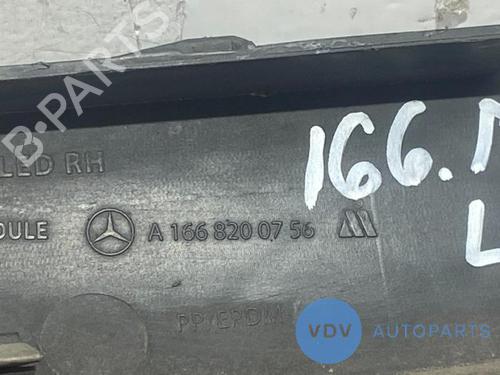 B-PARTS
LED RH
166.
DULE A 166 820 07 56
PP/EPDM
VDV AUTOPARTS